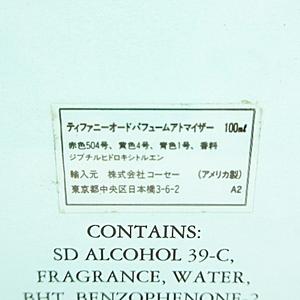 ティファニーオードパフュームアトマイザー 100ml
赤色504号、黄色4号、黄色1号、香料
ジブチルヒドロキシトルエン
輸入元 株式会社コーセー (アメリカ製)
東京都中央区日本橋3-6-2 A2
CONTAINS:
SD ALCOHOL 39-C,
FRAGRANCE, WATER,
BHT, BENZOPHENONE-2,